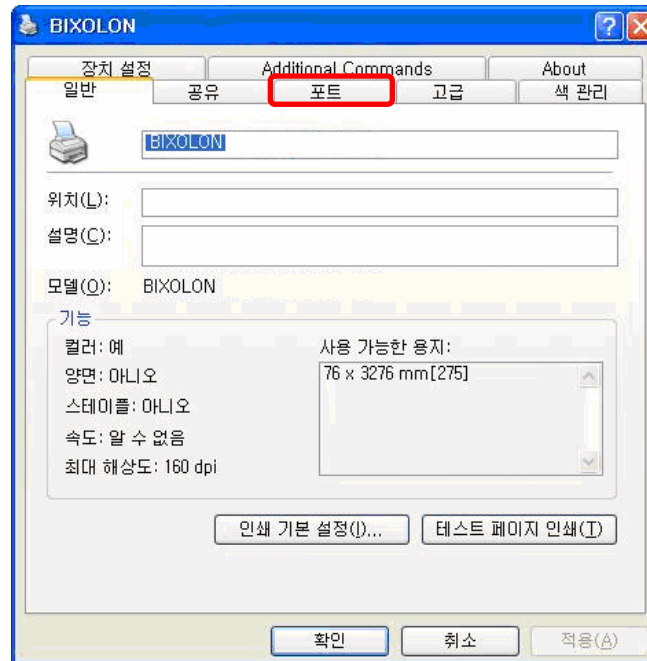 BIXOLON
장치 설정 Additional Commands About
일반 공유 포트 고급 색 관리
BIXOLON
위치(L):
설명(C):
모델(O): BIXOLON
기능
컬러: 예
양면: 아니오
스테이플: 아니오
속도: 알 수 없음
최대 해상도: 160 dpi
사용 가능한 용지:
76 x 3276 mm[275]
인쇄 기본 설정(I)... 테스트 페이지 인쇄(T)
확인 취소 적용(A)